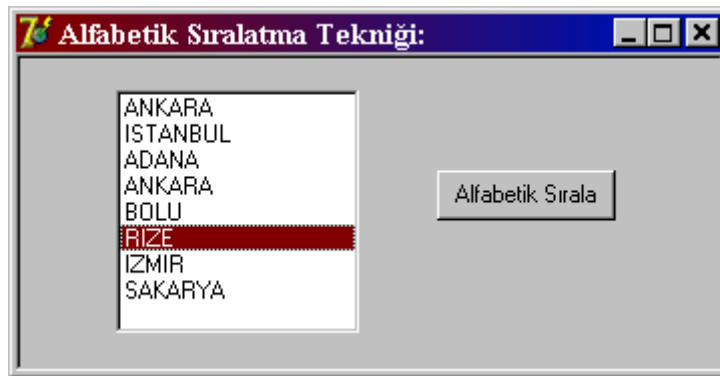 Alfabetik Sıralatma Tekniği:
ANKARA
ISTANBUL
ADANA
ANKARA
BOLU
RIZE
IZMIR
SAKARYA
Alfabetik Sırala